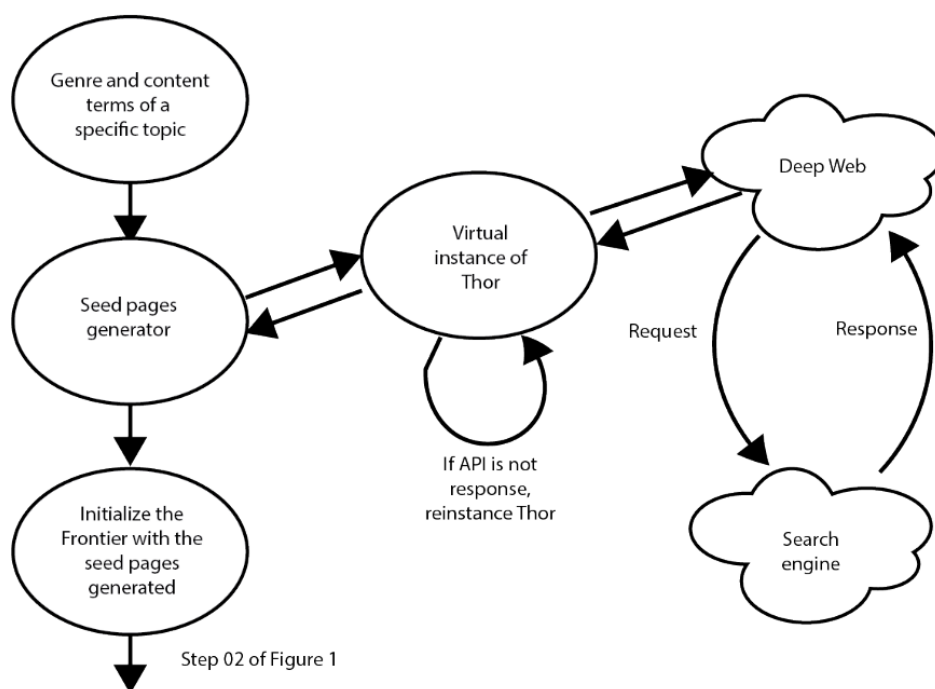 Genre and content
terms of a
specific topic
Seed pages
generator
Initialize the
Frontier with the
seed pages
generated
Step 02 of Figure 1
Virtual
instance of
Thor
If API is not
response,
reinstance Thor
Deep Web
Request
Response
Search
engine